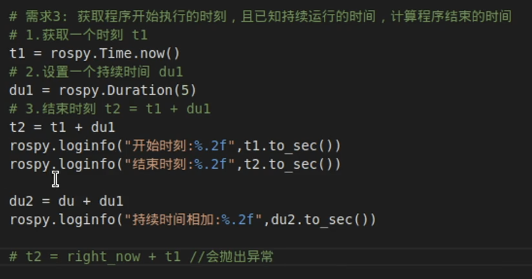 # 需求3: 获取程序开始执行的时刻，且已知持续运行的时间，计算程序结束的时间
# 1.获取一个时刻 t1
t1 = rospy.Time.now()
# 2.设置一个持续时间 du1
du1 = rospy.Duration(5)
# 3.结束时刻 t2 = t1 + du1
t2 = t1 + du1
rospy.loginfo("开始时刻:%.2f",t1.to_sec())
rospy.loginfo("结束时刻:%.2f",t2.to_sec())
du2 = du + du1
rospy.loginfo("持续时间相加:%.2f",du2.to_sec())
# t2 = right_now + t1 //会抛出异常